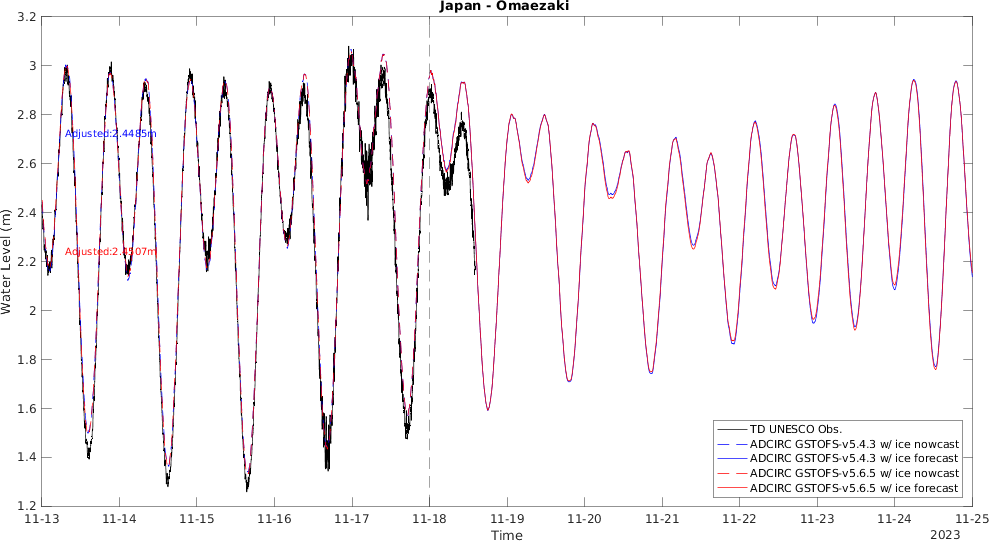 Japan - Omaezaki
Water Level (m)
3.2
3
2.8
2.6
2.4
2.2
2
1.8
1.6
1.4
1.2
Adjusted:2.4485m
TD UNESCO Obs.
ADCIRC GSTOFS-v5.4.3 w/ ice nowcast
ADCIRC GSTOFS-v5.4.3 w/ ice forecast
ADCIRC GSTOFS-v5.6.5 w/ ice nowcast
ADCIRC GSTOFS-v5.6.5 w/ ice forecast
11-13 11-14 11-15 11-16 11-17 11-18 11-19 11-20 11-21 11-22 11-23 11-24 11-25
Time
2023